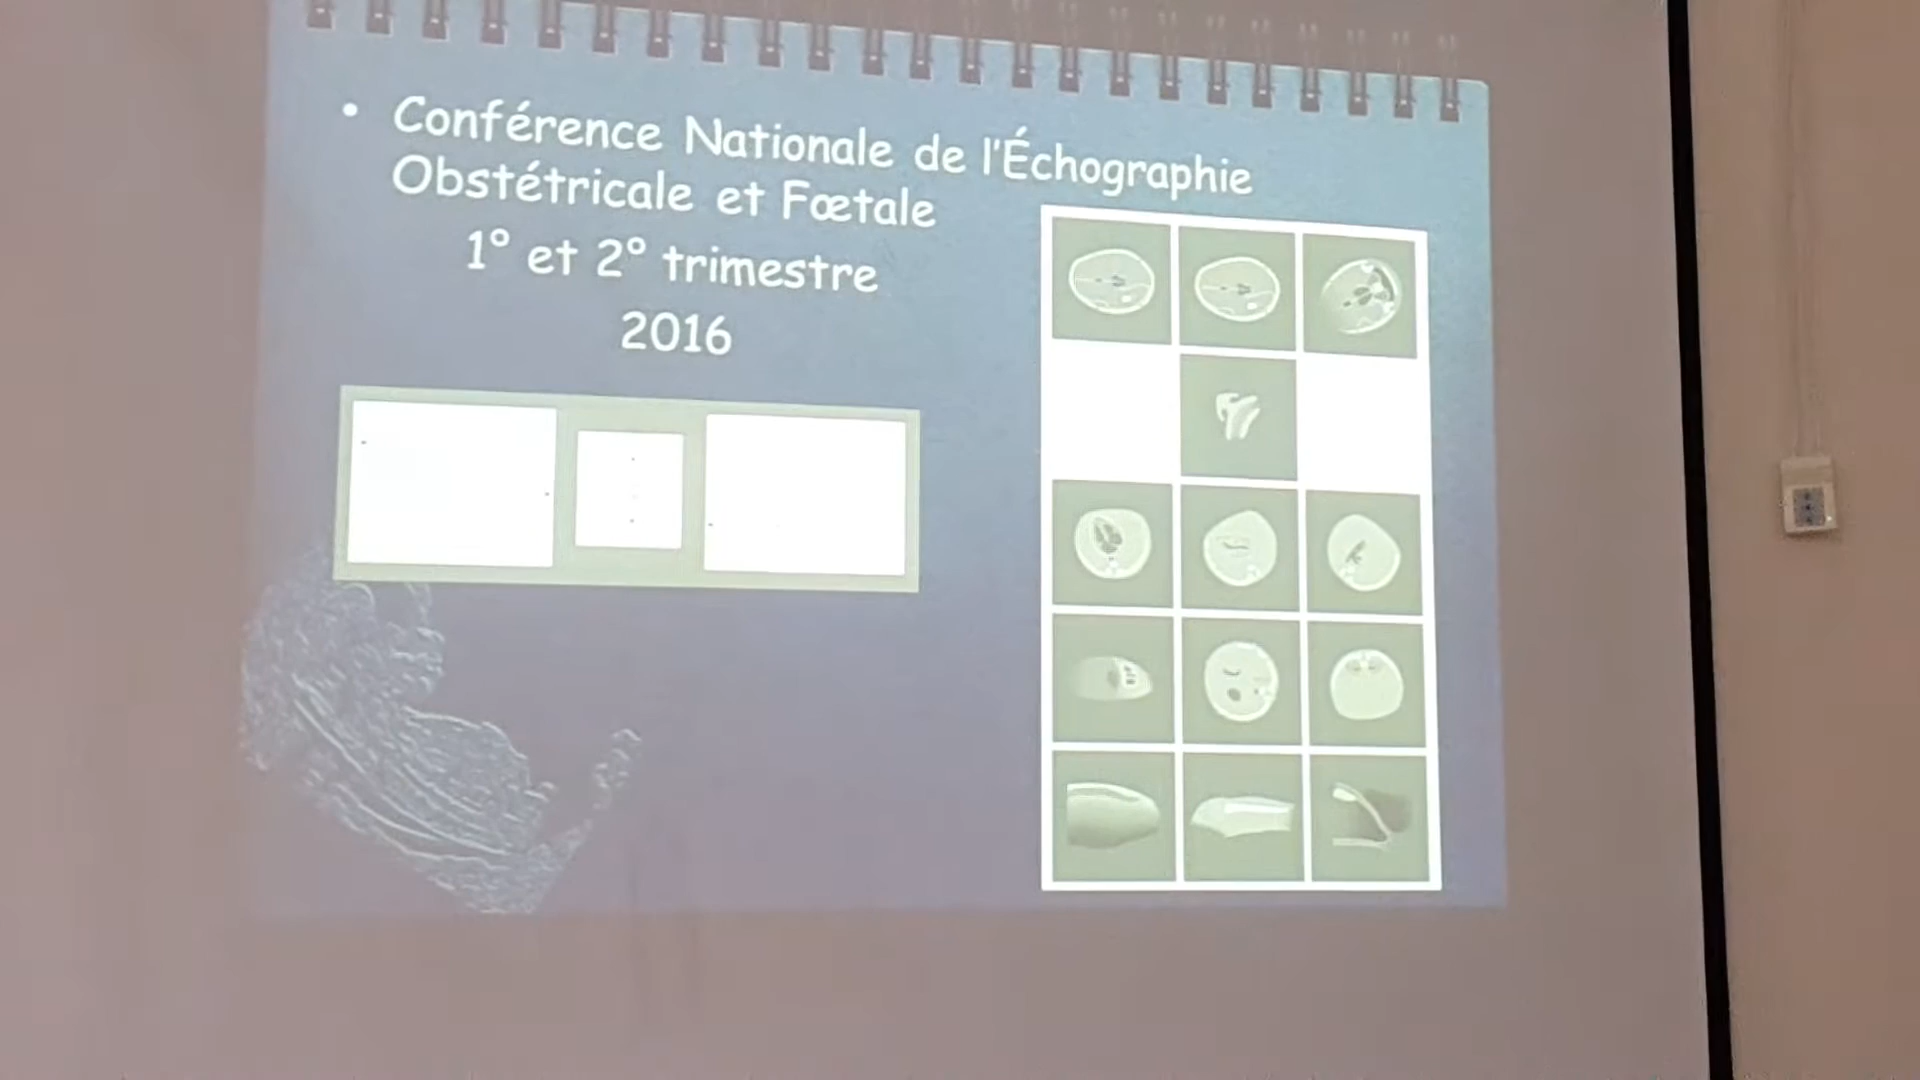 • Conférence Nationale de l'Échographie
Obstétricale et Fœtale
1° et 2° trimestre
2016